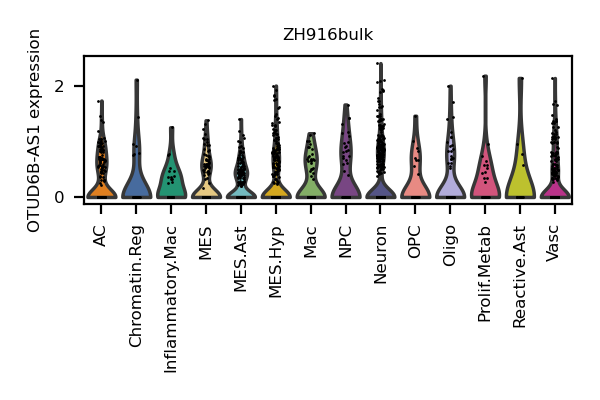 ZH916bulk
OTUD6B-AS1 expression
2
0
AC
Chromatin.Reg
Inflammatory.Mac
MES
MES.Ast
MES.Hyp
Mac
NPC
Neuron
OPC
Oligo
Prolif.Metab
Reactive.Ast
Vasc